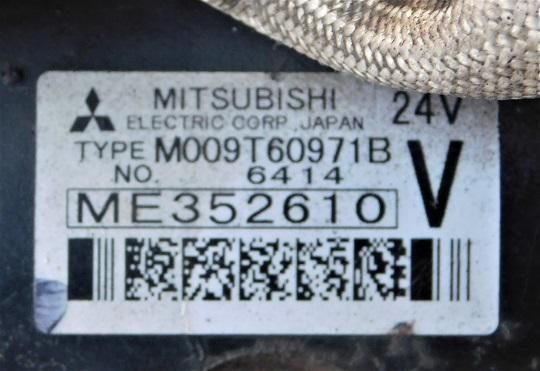 MITSUBISHI 24V
ELECTRIC CORP., JAPAN
TYPE M009T60971B
NO. 6414 V
ME352610